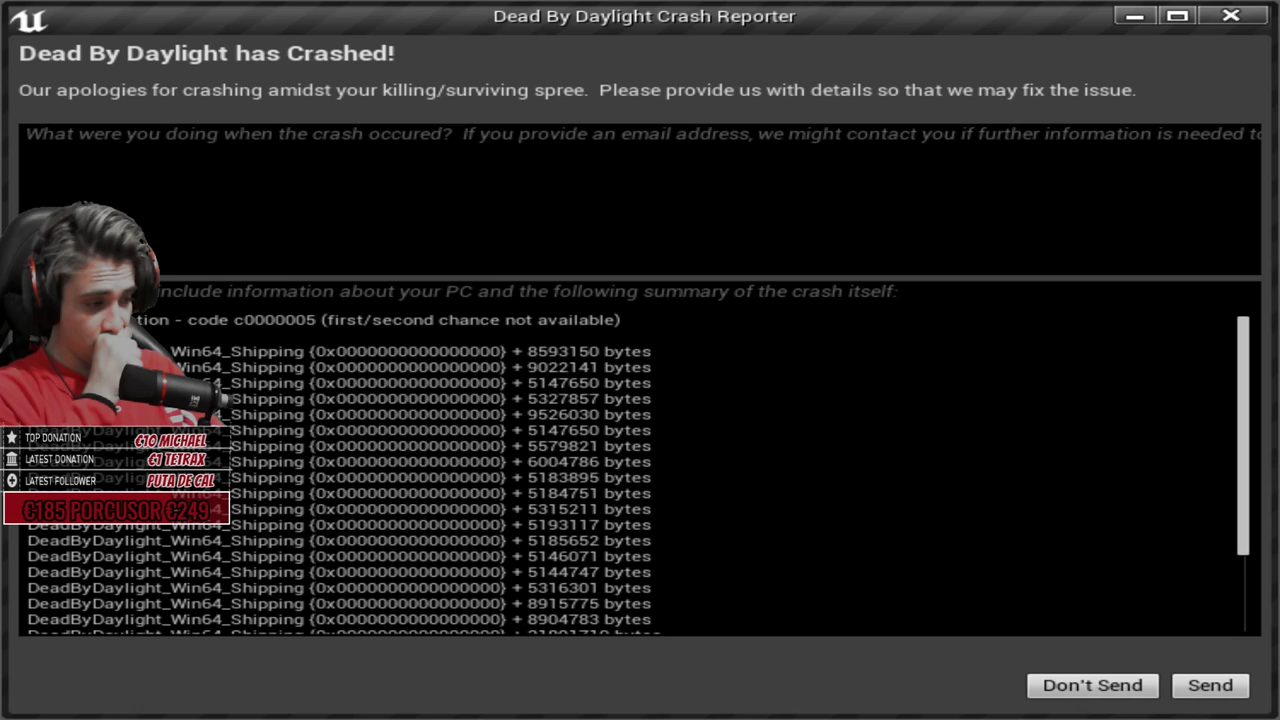 Dead By Daylight Crash Reporter
Dead By Daylight has Crashed!
Our apologies for crashing amidst your killing/surviving spree. Please provide us with details so that we may fix the issue.
What were you doing when the crash occured? If you provide an email address, we might contact you if further information is needed to
include information about your PC and the following summary of the crash itself:
tion - code c0000005 (first/second chance not available)
Win64_Shipping {0x0000000000000000} + 8593150 bytes
Win64_Shipping {0x0000000000000000} + 9022141 bytes
_Shipping {0x0000000000000000} + 5147650 bytes
Shipping {0x0000000000000000} + 5327857 bytes
Shipping {0x0000000000000000} + 9526030 bytes
DeadByDaylight_Win64_Shipping {0x0000000000000000} + 5147650 bytes
TOP DONATION €10 MICHAEL
Shipping {0x0000000000000000} + 5579821 bytes
LATEST DONATION €1 TETRAX
Shipping {0x0000000000000000} + 6004786 bytes
Shipping {0x0000000000000000} + 5183895 bytes
LATEST FOLLOWER PUTA DE CAL
Shipping {0x0000000000000000} + 5184751 bytes
€185 PORCUSOR €249
Shipping {0x0000000000000000} + 5315211 bytes
DeadByDaylight_Win64_Shipping {0x0000000000000000} + 5193117 bytes
DeadByDaylight_Win64_Shipping {0x0000000000000000} + 5185652 bytes
DeadByDaylight_Win64_Shipping {0x0000000000000000} + 5146071 bytes
DeadByDaylight_Win64_Shipping {0x0000000000000000} + 5144747 bytes
DeadByDaylight_Win64_Shipping {0x0000000000000000} + 5316301 bytes
DeadByDaylight_Win64_Shipping {0x0000000000000000} + 8915775 bytes
DeadByDaylight_Win64_Shipping {0x0000000000000000} + 8904783 bytes
Don't Send
Send